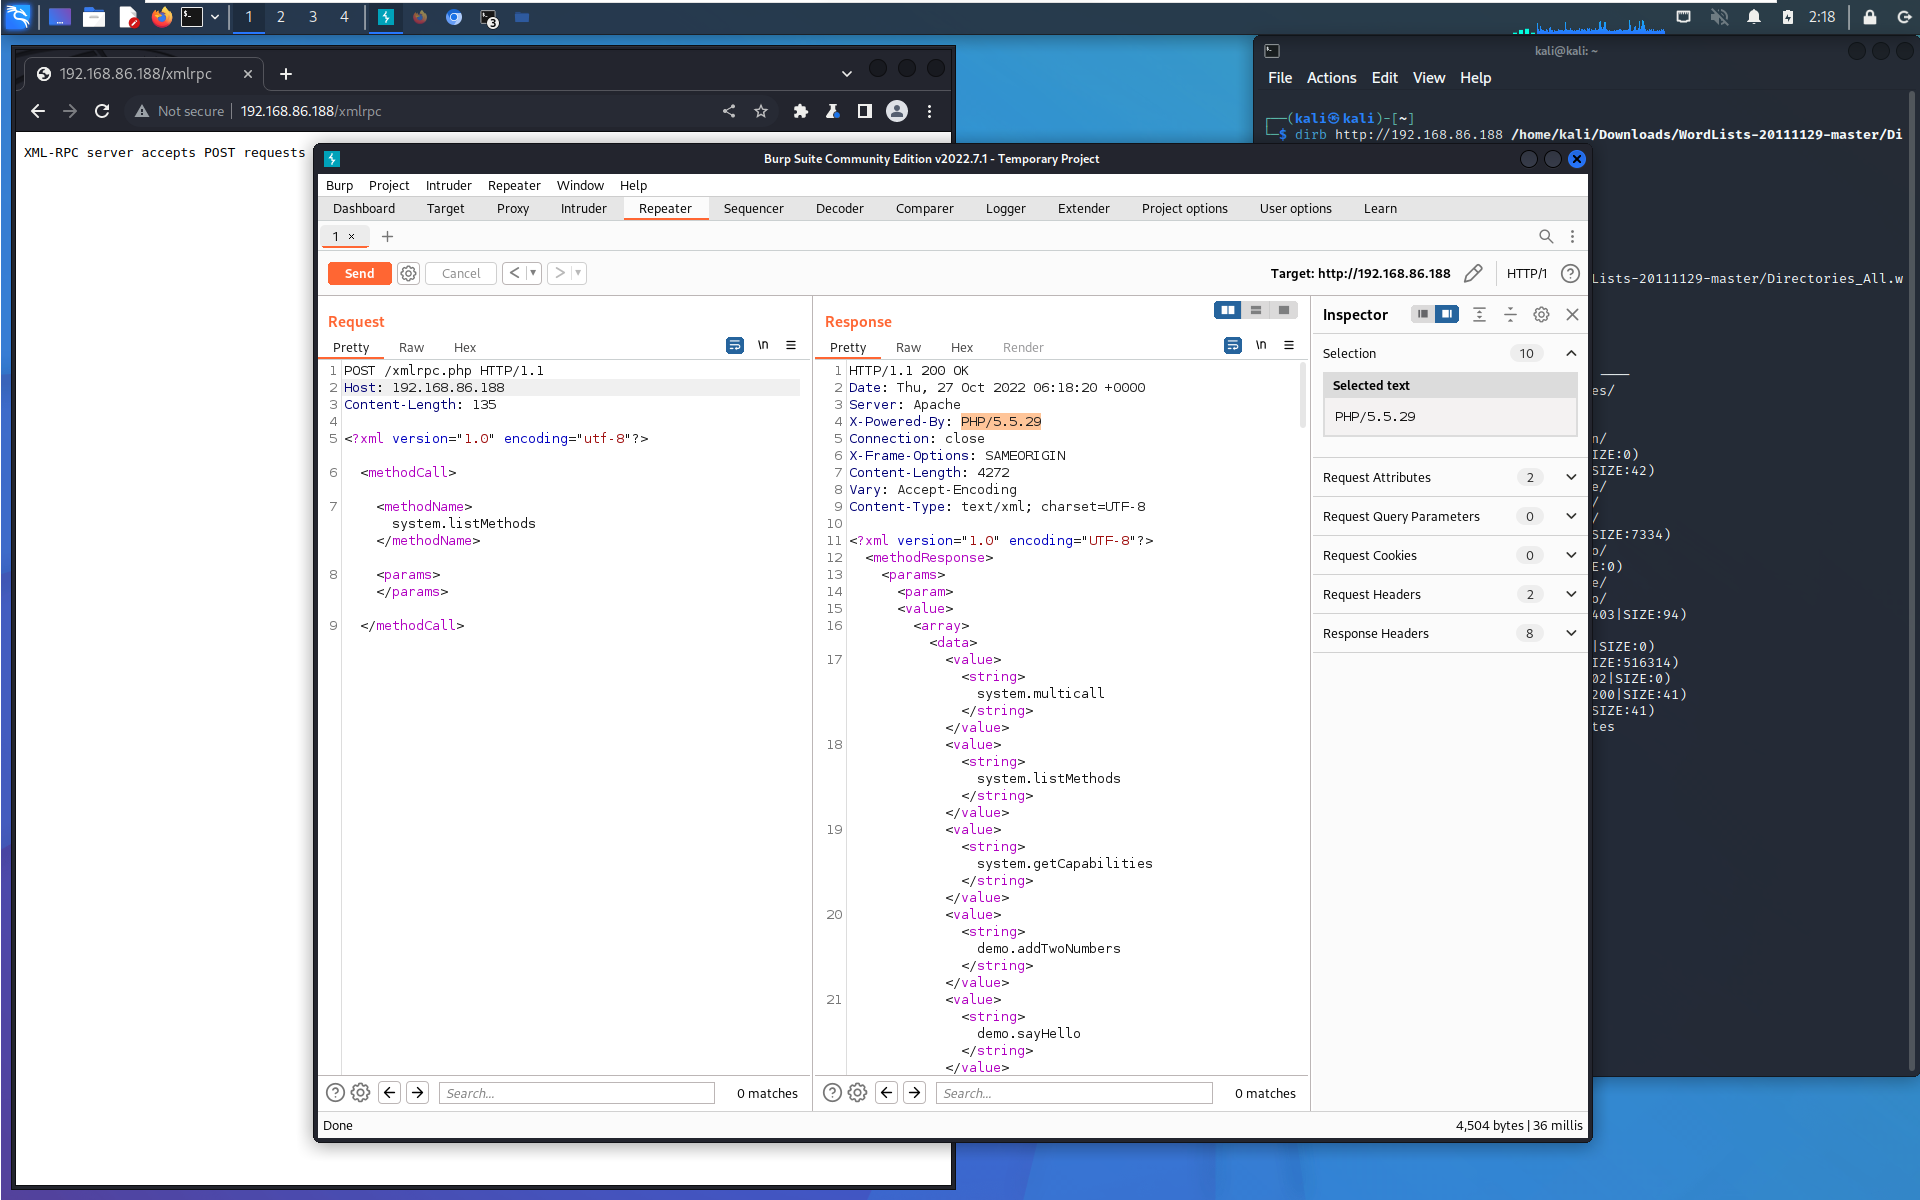 1 2 3 4
3
2:18
192.168.86.188/xmlrpc
Not secure 192.168.86.188/xmlrpc
XML-RPC server accepts POST requests
kali@kali: ~
File Actions Edit View Help
(kali㉿kali)-[~]
$ dirb http://192.168.86.188 /home/kali/Downloads/WordLists-20111129-master/Di
Lists-20111129-master/Directories_All.w
es/
n/
IZE:0)
SIZE:42)
e/
/
/
SIZE:7334)
o/
E:0)
e/
o/
403|SIZE:94)
|SIZE:0)
IZE:516314)
02|SIZE:0)
200|SIZE:41)
SIZE:41)
tes
Burp Suite Community Edition v2022.7.1 - Temporary Project
Burp Project Intruder Repeater Window Help
Dashboard Target Proxy Intruder Repeater Sequencer Decoder Comparer Logger Extender Project options User options Learn
1 × +
Send Cancel < > Target: http://192.168.86.188 HTTP/1
Request
Pretty Raw Hex \n
1 POST /xmlrpc.php HTTP/1.1
2 Host: 192.168.86.188
3 Content-Length: 135
4
5 <?xml version="1.0" encoding="utf-8"?>
6 <methodCall>
7 <methodName>
system.listMethods
</methodName>
8 <params>
</params>
9 </methodCall>
Search... 0 matches
Response
Pretty Raw Hex Render \n
1 HTTP/1.1 200 OK
2 Date: Thu, 27 Oct 2022 06:18:20 +0000
3 Server: Apache
4 X-Powered-By: PHP/5.5.29
5 Connection: close
6 X-Frame-Options: SAMEORIGIN
7 Content-Length: 4272
8 Vary: Accept-Encoding
9 Content-Type: text/xml; charset=UTF-8
10
11 <?xml version="1.0" encoding="UTF-8"?>
12 <methodResponse>
13 <params>
14 <param>
15 <value>
16 <array>
<data>
17 <value>
<string>
system.multicall
</string>
</value>
18 <value>
<string>
system.listMethods
</string>
</value>
19 <value>
<string>
system.getCapabilities
</string>
</value>
20 <value>
<string>
demo.addTwoNumbers
</string>
</value>
21 <value>
<string>
demo.sayHello
</string>
</value>
Search... 0 matches
Inspector
Selection 10
Selected text
PHP/5.5.29
Request Attributes 2
Request Query Parameters 0
Request Cookies 0
Request Headers 2
Response Headers 8
Done 4,504 bytes | 36 millis